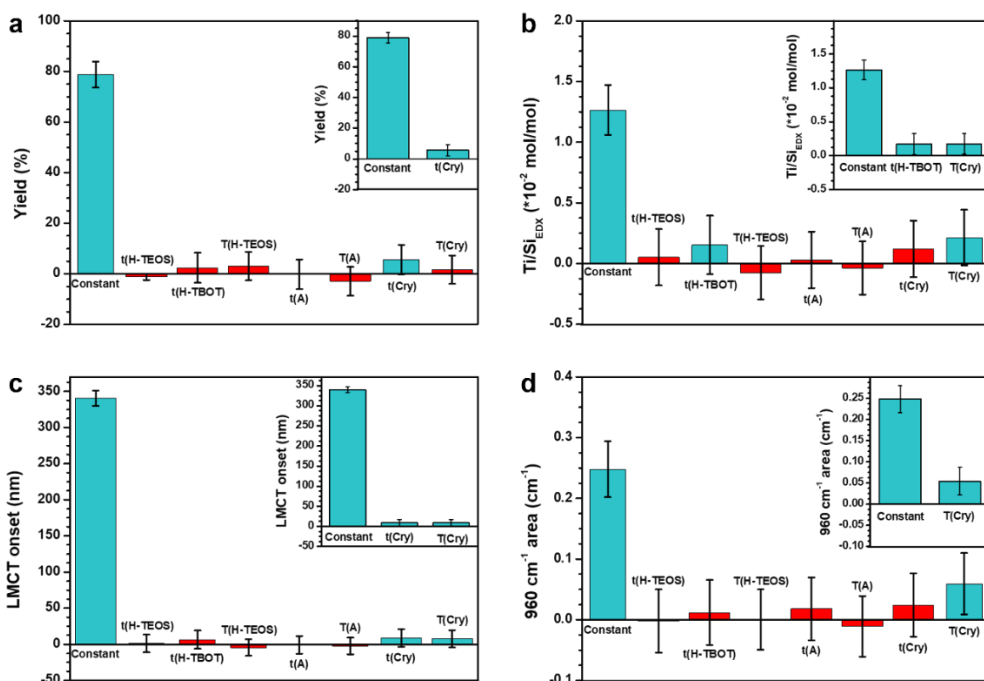 a
Yield (%)
100
80
60
40
20
0
-20
Constant
t(H-TEOS)
t(H-TBOT)
T(H-TEOS)
t(A)
T(A)
t(Cry)
T(Cry)
Yield (%)
80
60
40
20
0
-20
Constant
t(Cry)
b
Ti/SiEDX (*10-2 mol/mol)
2.0
1.5
1.0
0.5
0.0
-0.5
Constant
t(H-TEOS)
t(H-TBOT)
T(H-TEOS)
t(A)
T(A)
t(Cry)
T(Cry)
Ti/SiEDX (*10-2 mol/mol)
1.5
1.0
0.5
0.0
-0.5
Constant
t(H-TBOT)
T(Cry)
c
LMCT onset (nm)
350
300
250
200
150
100
50
0
-50
Constant
t(H-TEOS)
t(H-TBOT)
T(H-TEOS)
t(A)
T(A)
t(Cry)
T(Cry)
LMCT onset (nm)
350
300
250
200
150
100
50
0
-50
Constant
t(Cry)
T(Cry)
d
960 cm-1 area (cm-1)
0.4
0.3
0.2
0.1
0.0
-0.1
Constant
t(H-TEOS)
t(H-TBOT)
T(H-TEOS)
t(A)
T(A)
t(Cry)
T(Cry)
960 cm-1 area (cm-1)
0.25
0.20
0.15
0.10
0.05
0.00
-0.05
-0.10
Constant
T(Cry)